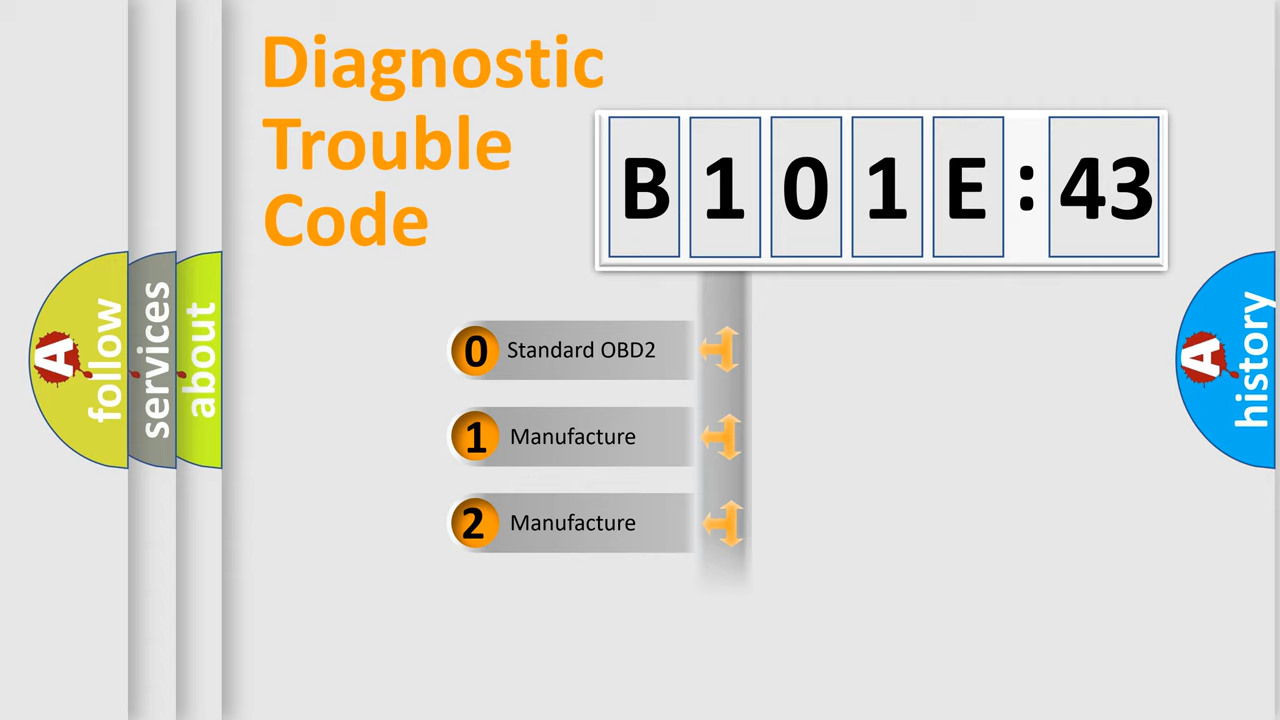 Diagnostic
Trouble
Code
B 1 0 1 E : 43
0 Standard OBD2
1 Manufacture
2 Manufacture
A follow
services
about
A history